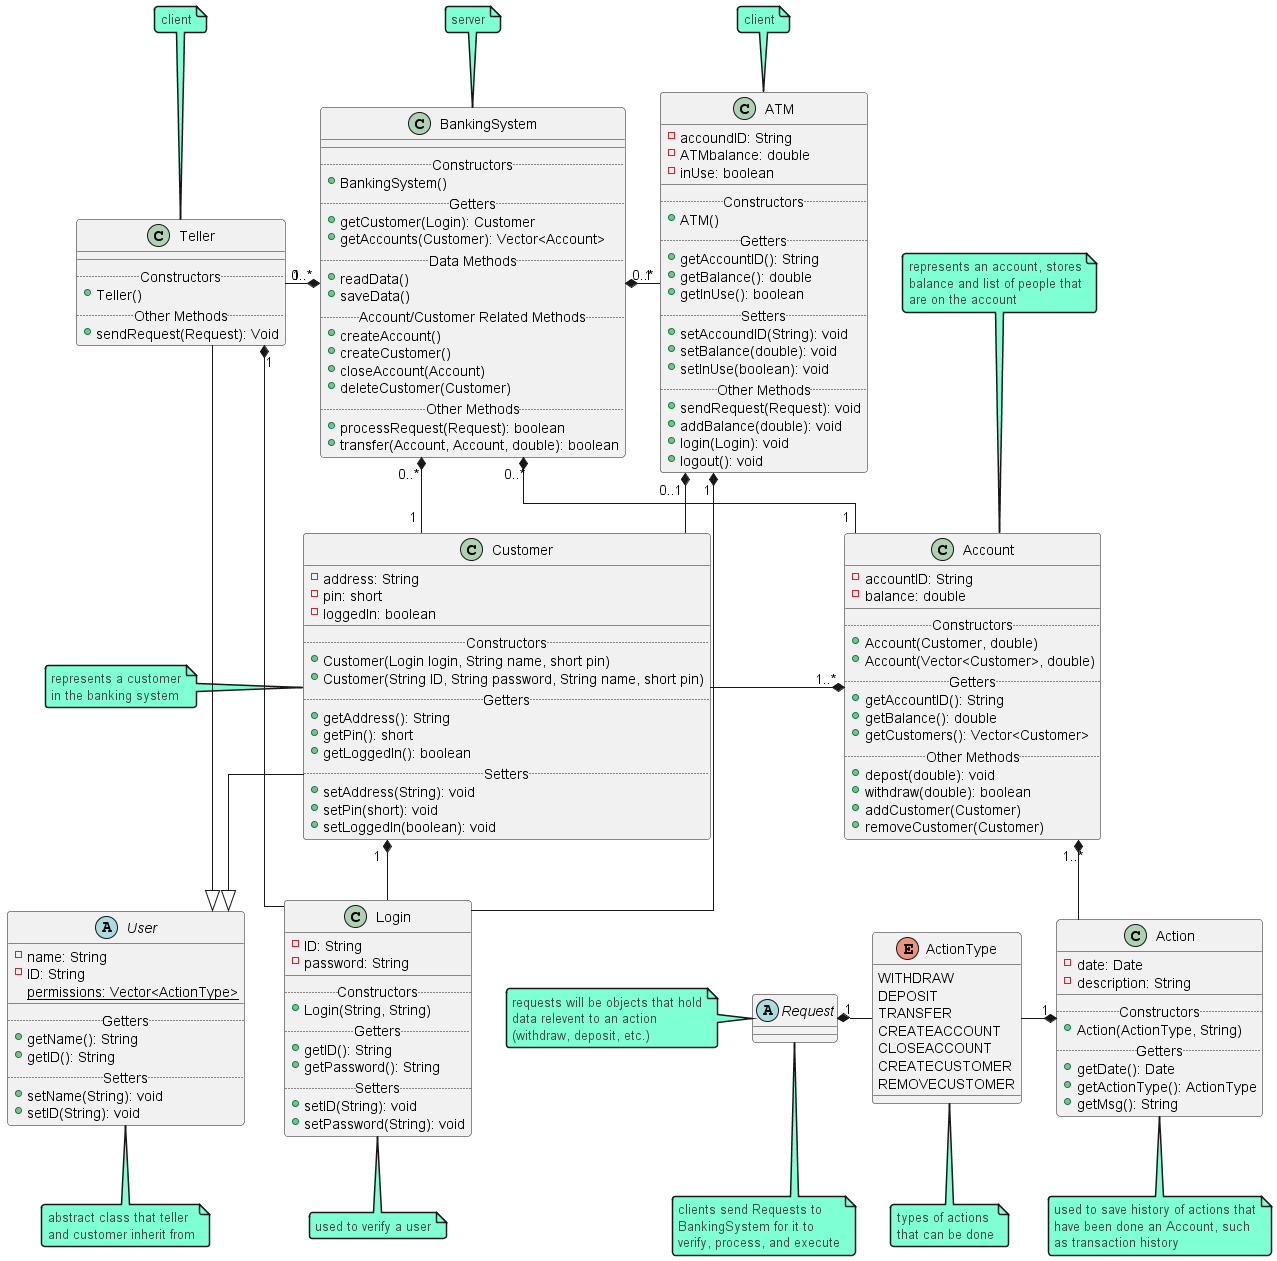 client
server
client
C BankingSystem
Constructors
BankingSystem()
Getters
getCustomer(Login): Customer
getAccounts(Customer): Vector<Account>
Data Methods
readData()
saveData()
Account/Customer Related Methods
createAccount()
createCustomer()
closeAccount(Account)
deleteCustomer(Customer)
Other Methods
processRequest(Request): boolean
transfer(Account, Account, double): boolean
C ATM
accoundID: String
ATMbalance: double
inUse: boolean
Constructors
ATM()
Getters
getAccountID(): String
getBalance(): double
getInUse(): boolean
Setters
setAccoundID(String): void
setBalance(double): void
setInUse(boolean): void
Other Methods
sendRequest(Request): void
addBalance(double): void
login(Login): void
logout(): void
C Teller
Constructors
Teller()
Other Methods
sendRequest(Request): Void
0..*
0..*
1
0..*
0..*
0..1
1
1
1
represents an account, stores
balance and list of people that
are on the account
C Customer
address: String
pin: short
loggedIn: boolean
Constructors
Customer(Login login, String name, short pin)
Customer(String ID, String password, String name, short pin)
Getters
getAddress(): String
getPin(): short
getLoggedIn(): boolean
Setters
setAddress(String): void
setPin(short): void
setLoggedIn(boolean): void
1..*
C Account
accountID: String
balance: double
Constructors
Account(Customer, double)
Account(Vector<Customer>, double)
Getters
getAccountID(): String
getBalance(): double
getCustomers(): Vector<Customer>
Other Methods
depost(double): void
withdraw(double): boolean
addCustomer(Customer)
removeCustomer(Customer)
represents a customer
in the banking system
1
1..*
A User
name: String
ID: String
permissions: Vector<ActionType>
Getters
getName(): String
getID(): String
Setters
setName(String): void
setID(String): void
C Login
ID: String
password: String
Constructors
Login(String, String)
Getters
getID(): String
getPassword(): String
Setters
setID(String): void
setPassword(String): void
requests will be objects that hold
data relevent to an action
(withdraw, deposit, etc.)
A Request
1
E ActionType
WITHDRAW
DEPOSIT
TRANSFER
CREATEACCOUNT
CLOSEACCOUNT
CREATECUSTOMER
REMOVECUSTOMER
1
C Action
date: Date
description: String
Constructors
Action(ActionType, String)
Getters
getDate(): Date
getActionType(): ActionType
getMsg(): String
abstract class that teller
and customer inherit from
used to verify a user
clients send Requests to
BankingSystem for it to
verify, process, and execute
types of actions
that can be done
used to save history of actions that
have been done an Account, such
as transaction history